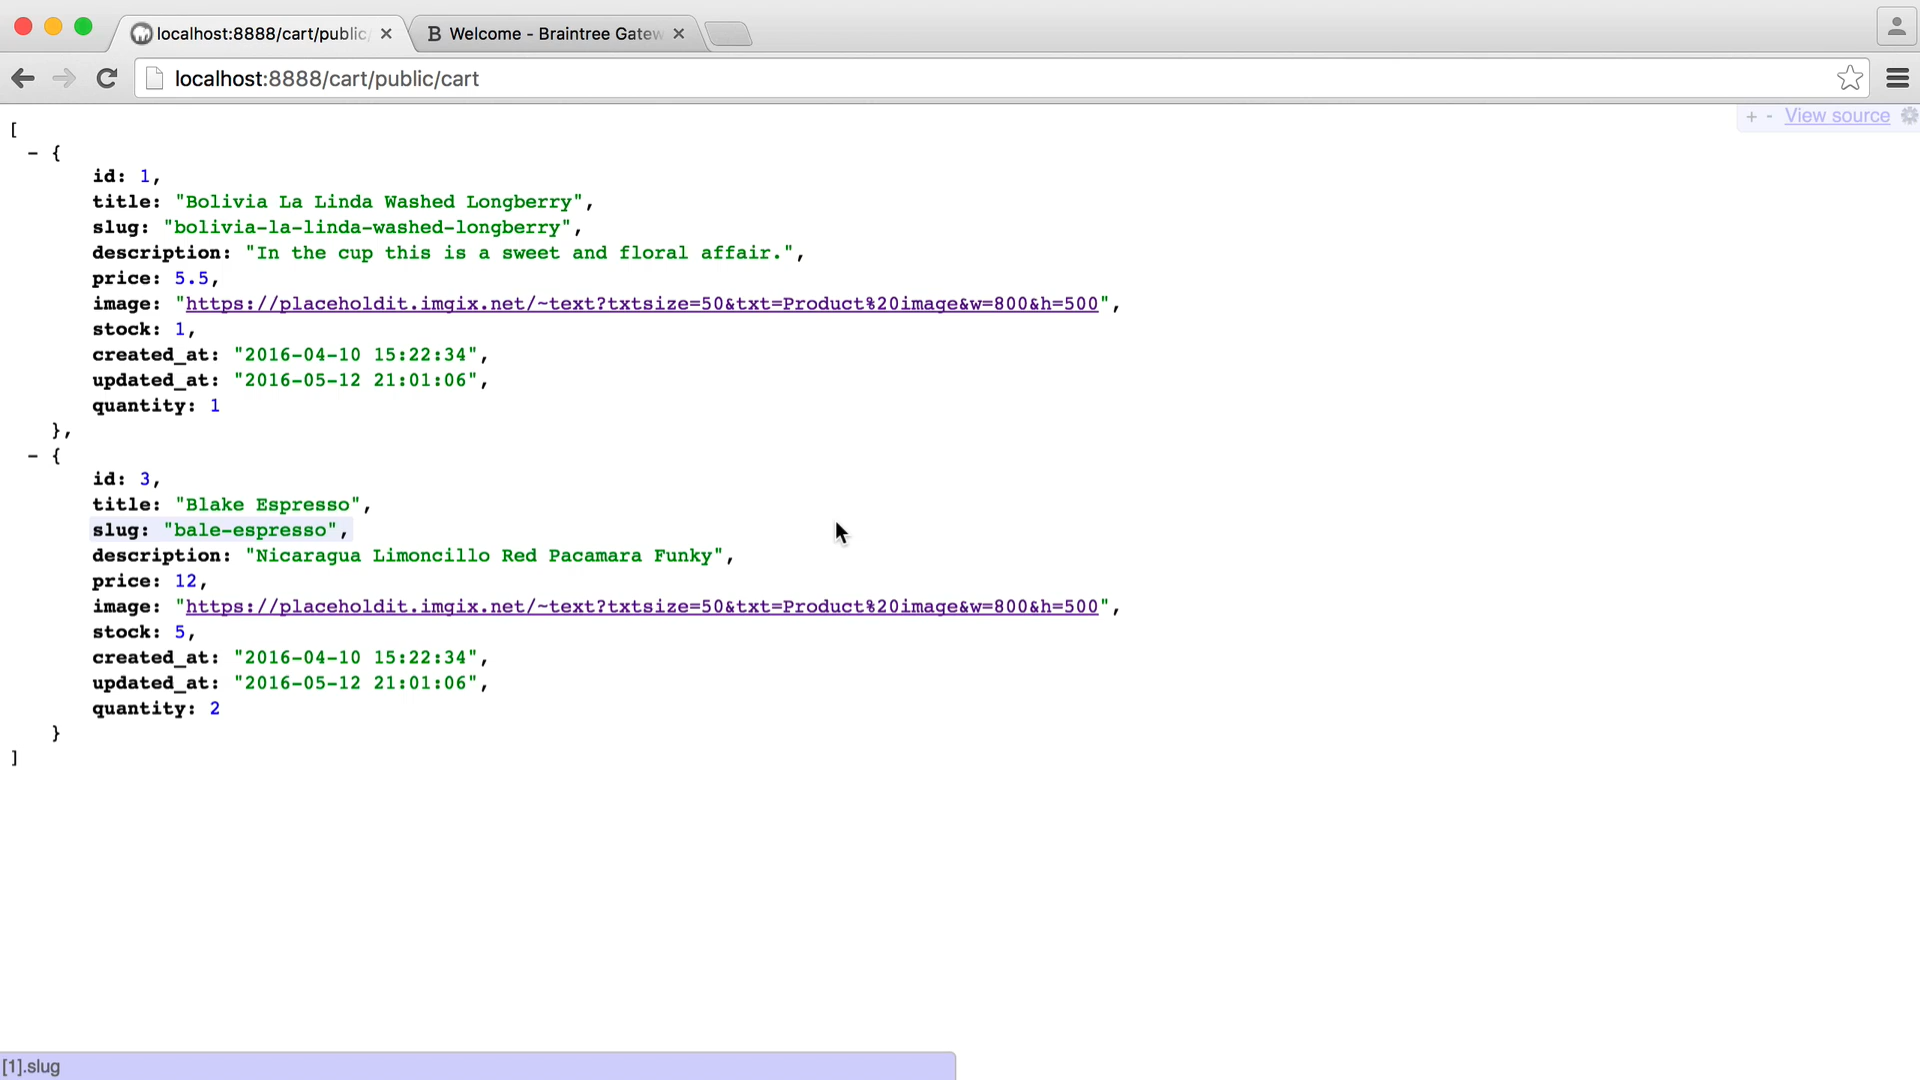 localhost:8888/cart/public
Welcome - Braintree Gatew
localhost:8888/cart/public/cart
+ - View source
[
- {
id: 1,
title: "Bolivia La Linda Washed Longberry",
slug: "bolivia-la-linda-washed-longberry",
description: "In the cup this is a sweet and floral affair.",
price: 5.5,
image: "https://placeholdit.imgix.net/~text?txtsize=50&txt=Product%20image&w=800&h=500",
stock: 1,
created_at: "2016-04-10 15:22:34",
updated_at: "2016-05-12 21:01:06",
quantity: 1
},
- {
id: 3,
title: "Blake Espresso",
slug: "bale-espresso",
description: "Nicaragua Limoncillo Red Pacamara Funky",
price: 12,
image: "https://placeholdit.imgix.net/~text?txtsize=50&txt=Product%20image&w=800&h=500",
stock: 5,
created_at: "2016-04-10 15:22:34",
updated_at: "2016-05-12 21:01:06",
quantity: 2
}
]
[1].slug